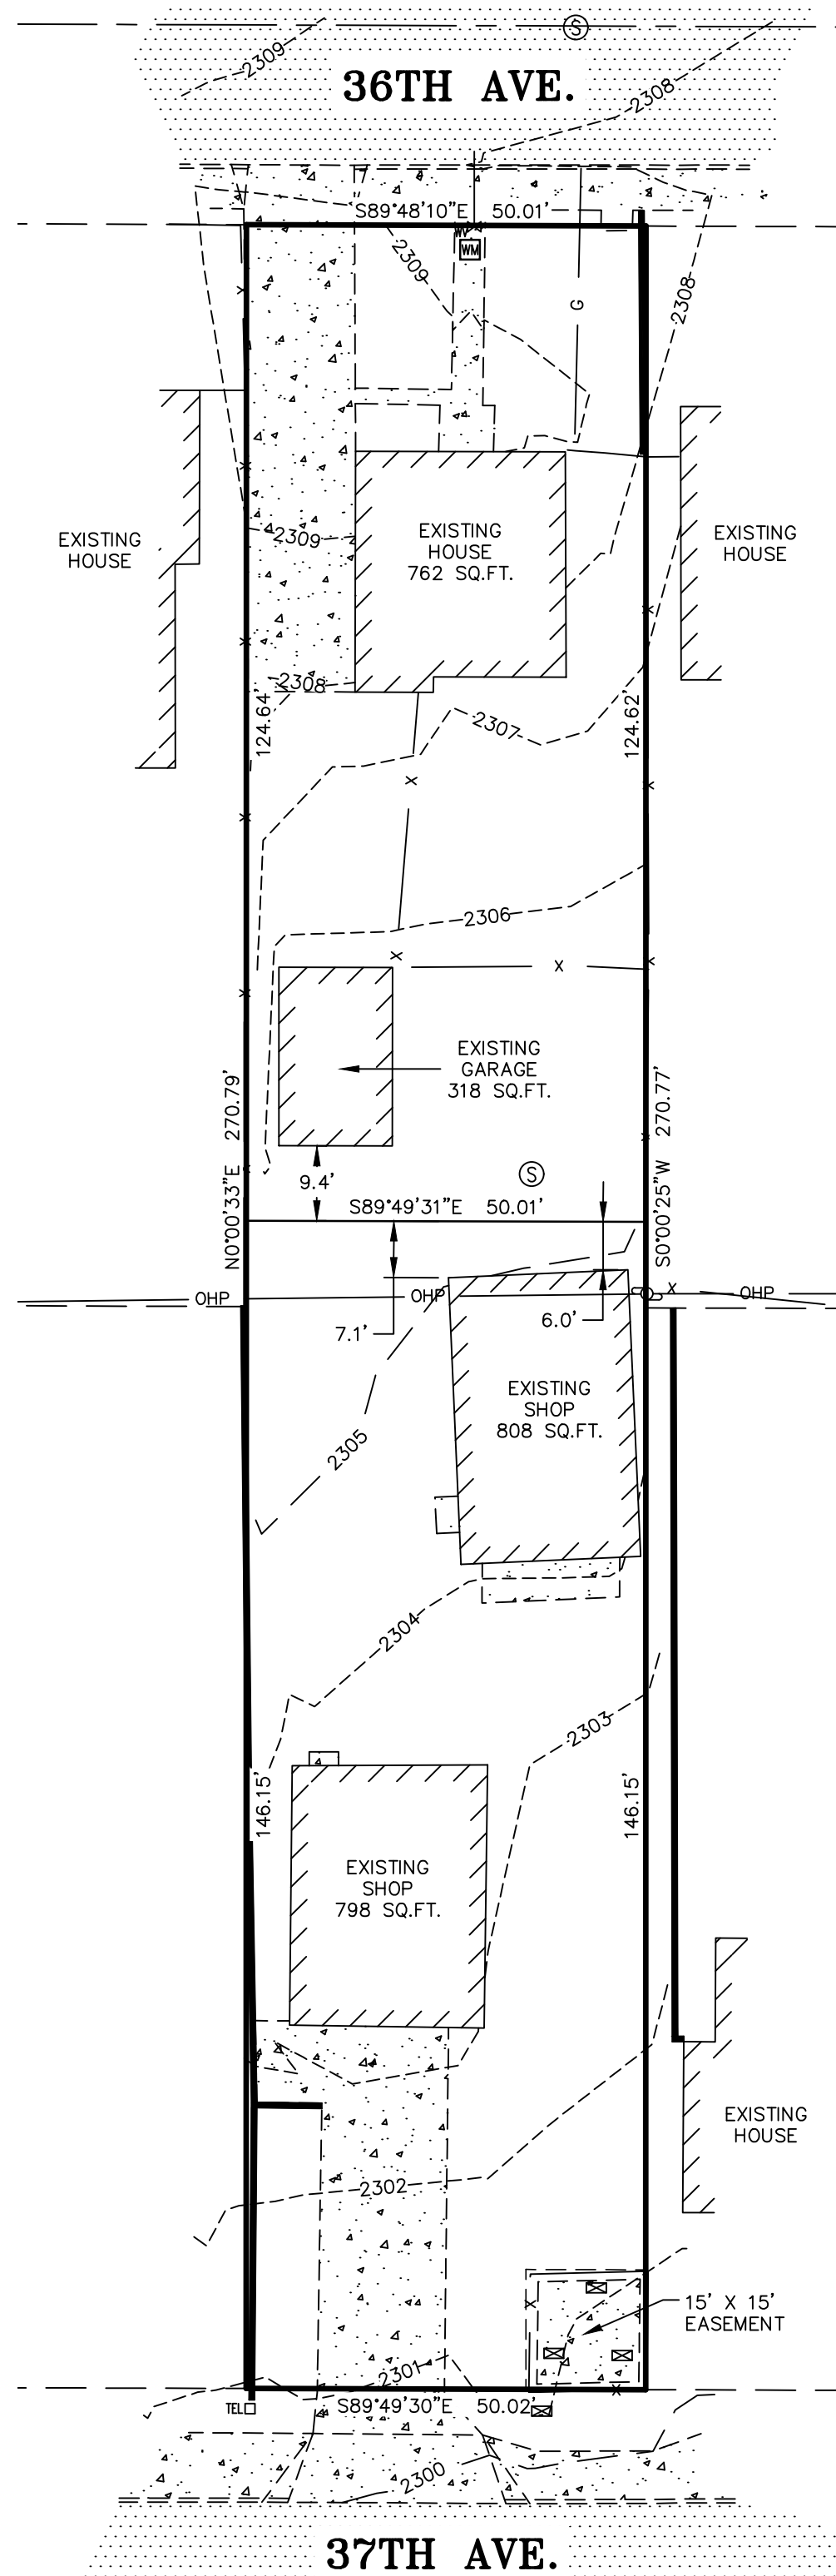 2309
S
36TH AVE.
2308
S89°48'10"E 50.01'
WV
WM
2309
G
2308
X
EXISTING
HOUSE
EXISTING
HOUSE
762 SQ.FT.
EXISTING
HOUSE
X
2309
X
X
2308
124.64'
124.62'
2307
X
X
X
2306
X
X
X
X
EXISTING
GARAGE
318 SQ.FT.
N0°00'33"E 270.79'
S0°00'25"W 270.77'
S
9.4'
S89°49'31"E 50.01'
OHP
OHP
X
OHP
7.1'
6.0'
EXISTING
SHOP
808 SQ.FT.
2305
2304
2303
146.15'
146.15'
EXISTING
SHOP
798 SQ.FT.
EXISTING
HOUSE
2302
15' X 15'
EASEMENT
X
2301
X
TEL
S89°49'30"E 50.02'
2300
37TH AVE.